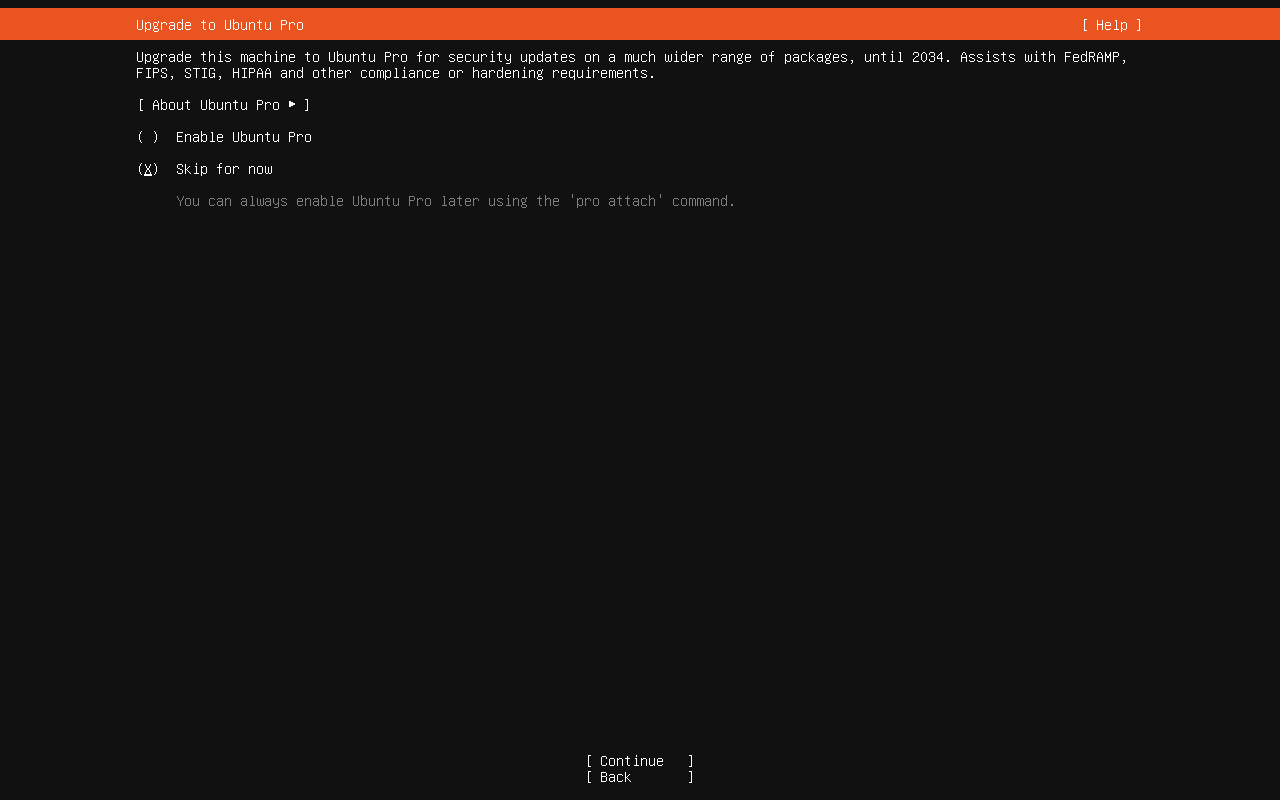 Upgrade to Ubuntu Pro [ Help ]
Upgrade this machine to Ubuntu Pro for security updates on a much wider range of packages, until 2034. Assists with FedRAMP,
FIPS, STIG, HIPAA and other compliance or hardening requirements.
[ About Ubuntu Pro ► ]
( ) Enable Ubuntu Pro
(X) Skip for now
You can always enable Ubuntu Pro later using the 'pro attach' command.
[ Continue ]
[ Back ]